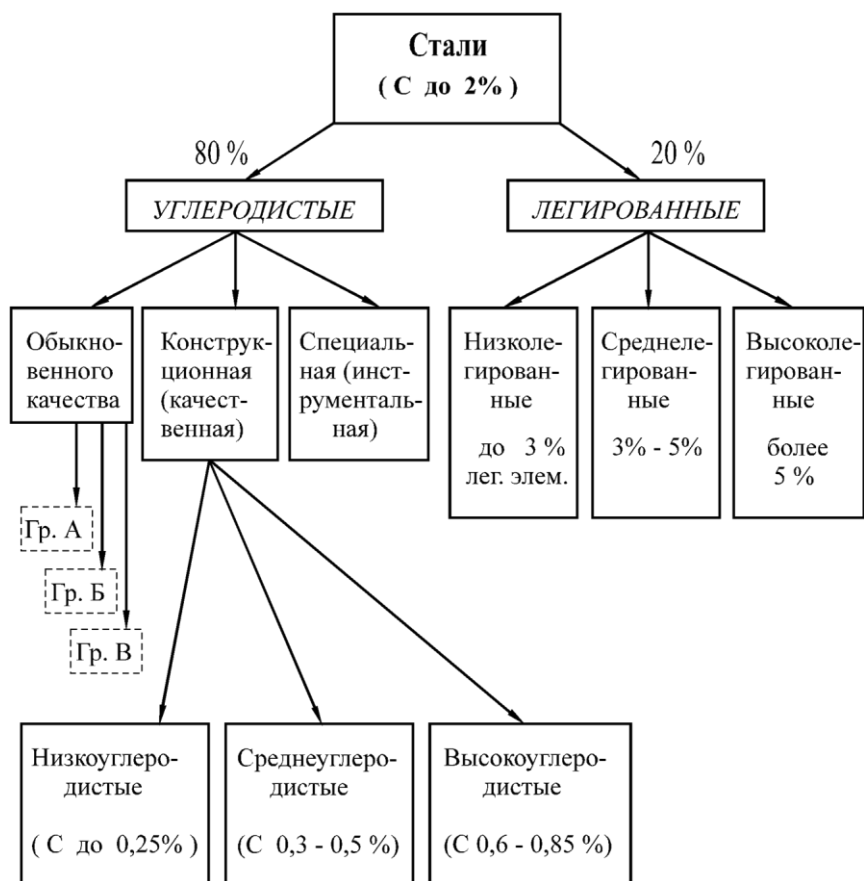 Стали
( С до 2% )
80 %
20 %
УГЛЕРОДИСТЫЕ
ЛЕГИРОВАННЫЕ
Обыкно-
венного
качества
Конструк-
ционная
(качест-
венная)
Специаль-
ная (инст-
рументаль-
ная)
Низколе-
гирован-
ные
до 3 %
лег. элем.
Среднеле-
гирован-
ные
3% - 5%
Высоколе-
гирован-
ные
более
5 %
Гр. А
Гр. Б
Гр. В
Низкоуглеро-
дистые
( С до 0,25% )
Среднеуглеро-
дистые
(С 0,3 - 0,5 %)
Высокоуглеро-
дистые
(С 0,6 - 0,85 %)